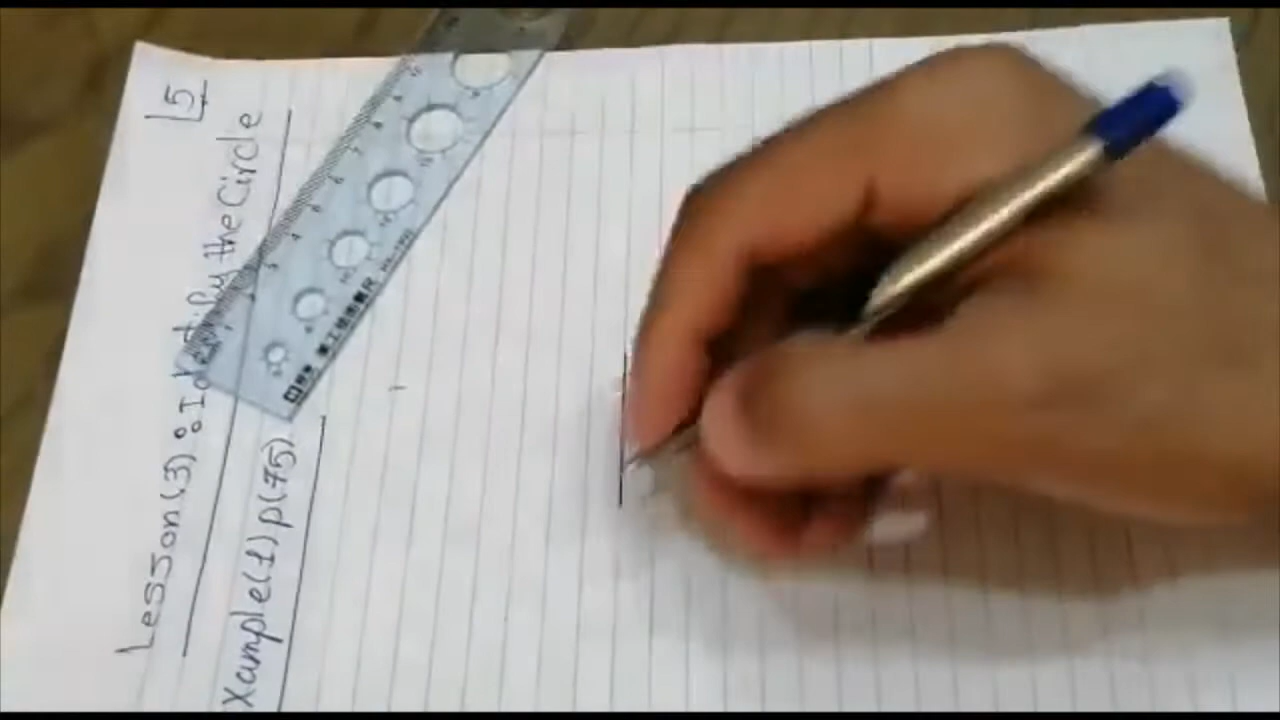 5
Lesson(3): Identify the Circle
Xample(1) p(75)